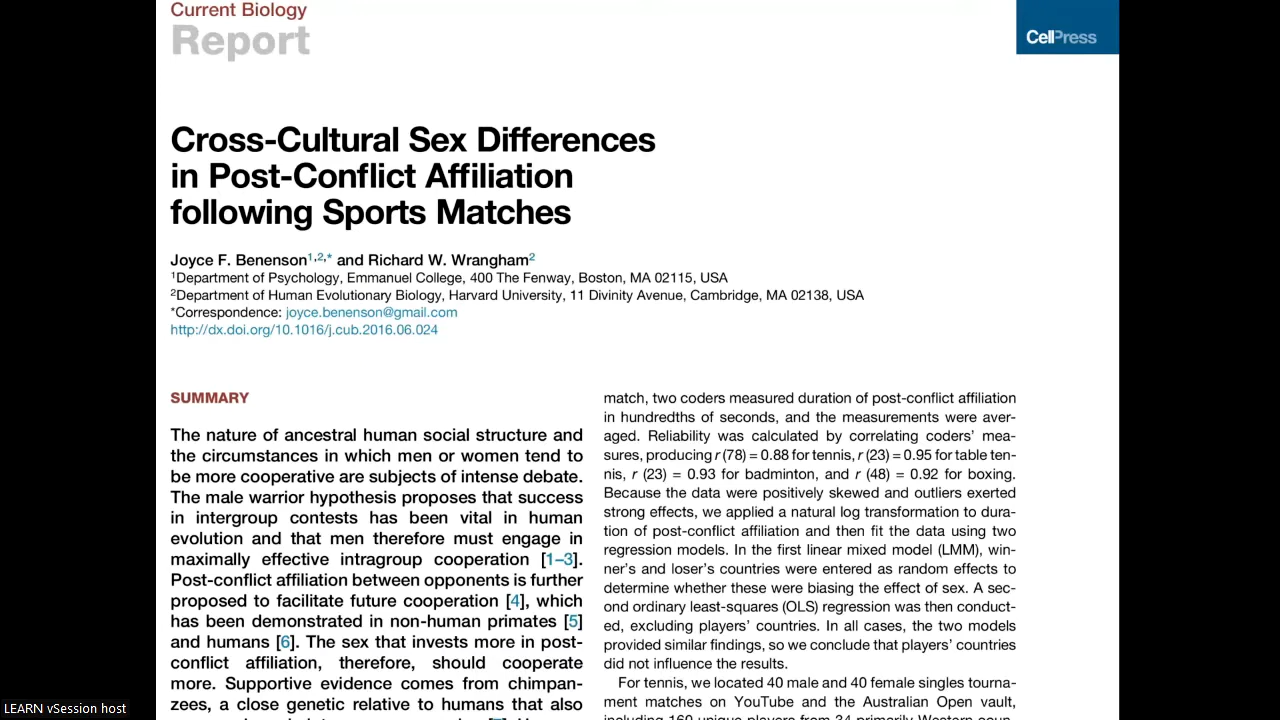 Current Biology
Report
CellPress
Cross-Cultural Sex Differences
in Post-Conflict Affiliation
following Sports Matches
Joyce F. Benenson1,2,* and Richard W. Wrangham2
1Department of Psychology, Emmanuel College, 400 The Fenway, Boston, MA 02115, USA
2Department of Human Evolutionary Biology, Harvard University, 11 Divinity Avenue, Cambridge, MA 02138, USA
*Correspondence: joyce.benenson@gmail.com
http://dx.doi.org/10.1016/j.cub.2016.06.024
SUMMARY
The nature of ancestral human social structure and
the circumstances in which men or women tend to
be more cooperative are subjects of intense debate.
The male warrior hypothesis proposes that success
in intergroup contests has been vital in human
evolution and that men therefore must engage in
maximally effective intragroup cooperation [1–3].
Post-conflict affiliation between opponents is further
proposed to facilitate future cooperation [4], which
has been demonstrated in non-human primates [5]
and humans [6]. The sex that invests more in post-
conflict affiliation, therefore, should cooperate
more. Supportive evidence comes from chimpan-
zees, a close genetic relative to humans that also
match, two coders measured duration of post-conflict affiliation
in hundredths of seconds, and the measurements were aver-
aged. Reliability was calculated by correlating coders' mea-
sures, producing r (78) = 0.88 for tennis, r (23) = 0.95 for table ten-
nis, r (23) = 0.93 for badminton, and r (48) = 0.92 for boxing.
Because the data were positively skewed and outliers exerted
strong effects, we applied a natural log transformation to dura-
tion of post-conflict affiliation and then fit the data using two
regression models. In the first linear mixed model (LMM), win-
ner's and loser's countries were entered as random effects to
determine whether these were biasing the effect of sex. A sec-
ond ordinary least-squares (OLS) regression was then conduct-
ed, excluding players' countries. In all cases, the two models
provided similar findings, so we conclude that players' countries
did not influence the results.
For tennis, we located 40 male and 40 female singles tourna-
ment matches on YouTube and the Australian Open vault,
including 160 unique players from 34 primarily Western coun-
LEARN vSession host